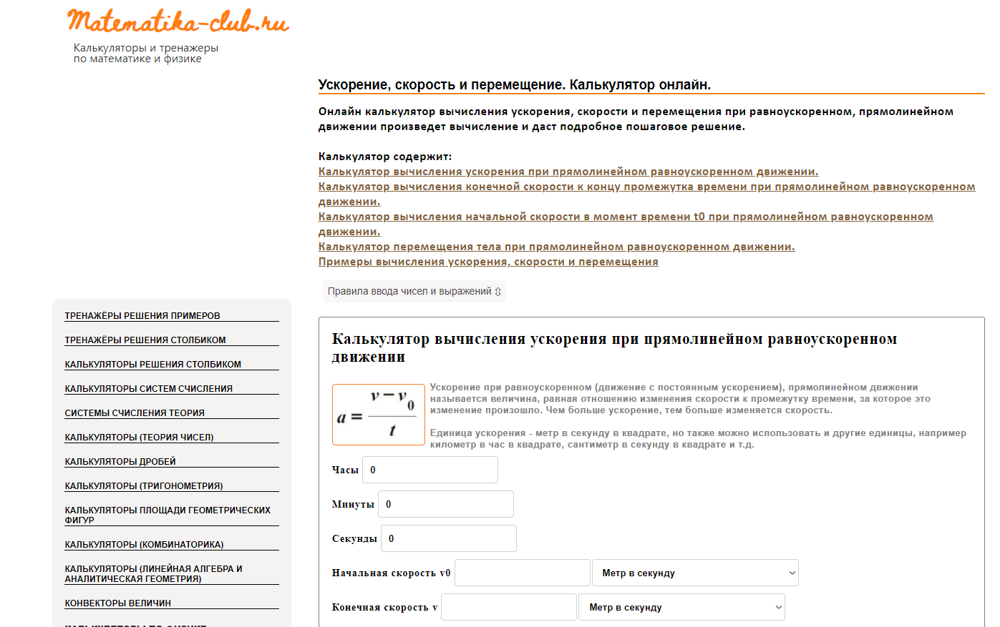 Matematika-club.ru
Калькуляторы и тренажеры
по математике и физике
Ускорение, скорость и перемещение. Калькулятор онлайн.
Онлайн калькулятор вычисления ускорения, скорости и перемещения при равноускоренном, прямолинейном
движении произведет вычисление и даст подробное пошаговое решение.
Калькулятор содержит:
Калькулятор вычисления ускорения при прямолинейном равноускоренном движении.
Калькулятор вычисления конечной скорости к концу промежутка времени при прямолинейном равноускоренном
движении.
Калькулятор вычисления начальной скорости в момент времени t0 при прямолинейном равноускоренном
движении.
Калькулятор перемещения тела при прямолинейном равноускоренном движении.
Примеры вычисления ускорения, скорости и перемещения
Правила ввода чисел и выражений ⇳
ТРЕНАЖЁРЫ РЕШЕНИЯ ПРИМЕРОВ
ТРЕНАЖЁРЫ РЕШЕНИЯ СТОЛБИКОМ
КАЛЬКУЛЯТОРЫ РЕШЕНИЯ СТОЛБИКОМ
КАЛЬКУЛЯТОРЫ СИСТЕМ СЧИСЛЕНИЯ
СИСТЕМЫ СЧИСЛЕНИЯ ТЕОРИЯ
КАЛЬКУЛЯТОРЫ (ТЕОРИЯ ЧИСЕЛ)
КАЛЬКУЛЯТОРЫ ДРОБЕЙ
КАЛЬКУЛЯТОРЫ (ТРИГОНОМЕТРИЯ)
КАЛЬКУЛЯТОРЫ ПЛОЩАДИ ГЕОМЕТРИЧЕСКИХ
ФИГУР
КАЛЬКУЛЯТОРЫ (КОМБИНАТОРИКА)
КАЛЬКУЛЯТОРЫ (ЛИНЕЙНАЯ АЛГЕБРА И
АНАЛИТИЧЕСКАЯ ГЕОМЕТРИЯ)
КОНВЕКТОРЫ ВЕЛИЧИН
Калькулятор вычисления ускорения при прямолинейном равноускоренном
движении
a = (v − v0) / t
Ускорение при равноускоренном (движение с постоянным ускорением), прямолинейном движении
называется величина, равная отношению изменения скорости к промежутку времени, за которое это
изменение произошло. Чем больше ускорение, тем больше изменяется скорость.
Единица ускорения - метр в секунду в квадрате, но также можно использовать и другие единицы, например
километр в час в квадрате, сантиметр в секунду в квадрате и т.д.
Часы 0
Минуты 0
Секунды 0
Начальная скорость v0 Метр в секунду
Конечная скорость v Метр в секунду